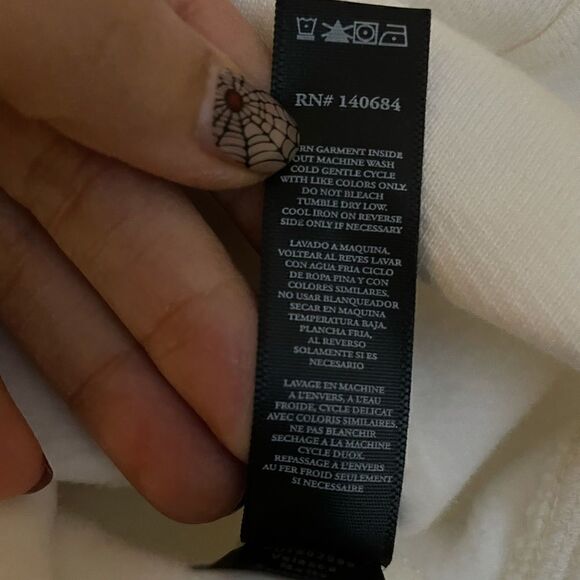 RN# 140684
GARMENT INSIDE
OUT MACHINE WASH
COLD GENTLE CYCLE
WITH LIKE COLORS ONLY.
DO NOT BLEACH
TUMBLE DRY LOW.
COOL IRON ON REVERSE
SIDE ONLY IF NECESSARY
LAVADO A MAQUINA,
VOLTEAR AL REVES LAVAR
CON AGUA FRIA CICLO
DE ROPA FINA Y CON
COLORES SIMILARES.
NO USAR BLANQUEADOR
SECAR EN MAQUINA
TEMPERATURA BAJA.
PLANCHA FRIA,
AL REVERSO
SOLAMENTE SI ES
NECESARIO
LAVAGE EN MACHINE
A L'ENVERS, A L'EAU
FROIDE, CYCLE DELICAT
AVEC COLORIS SIMILAIRES.
NE PAS BLANCHIR
SECHAGE A LA MACHINE
CYCLE DUOX.
REPASSAGE A L'ENVERS
AU FER FROID SEULEMENT
SI NECESSAIRE